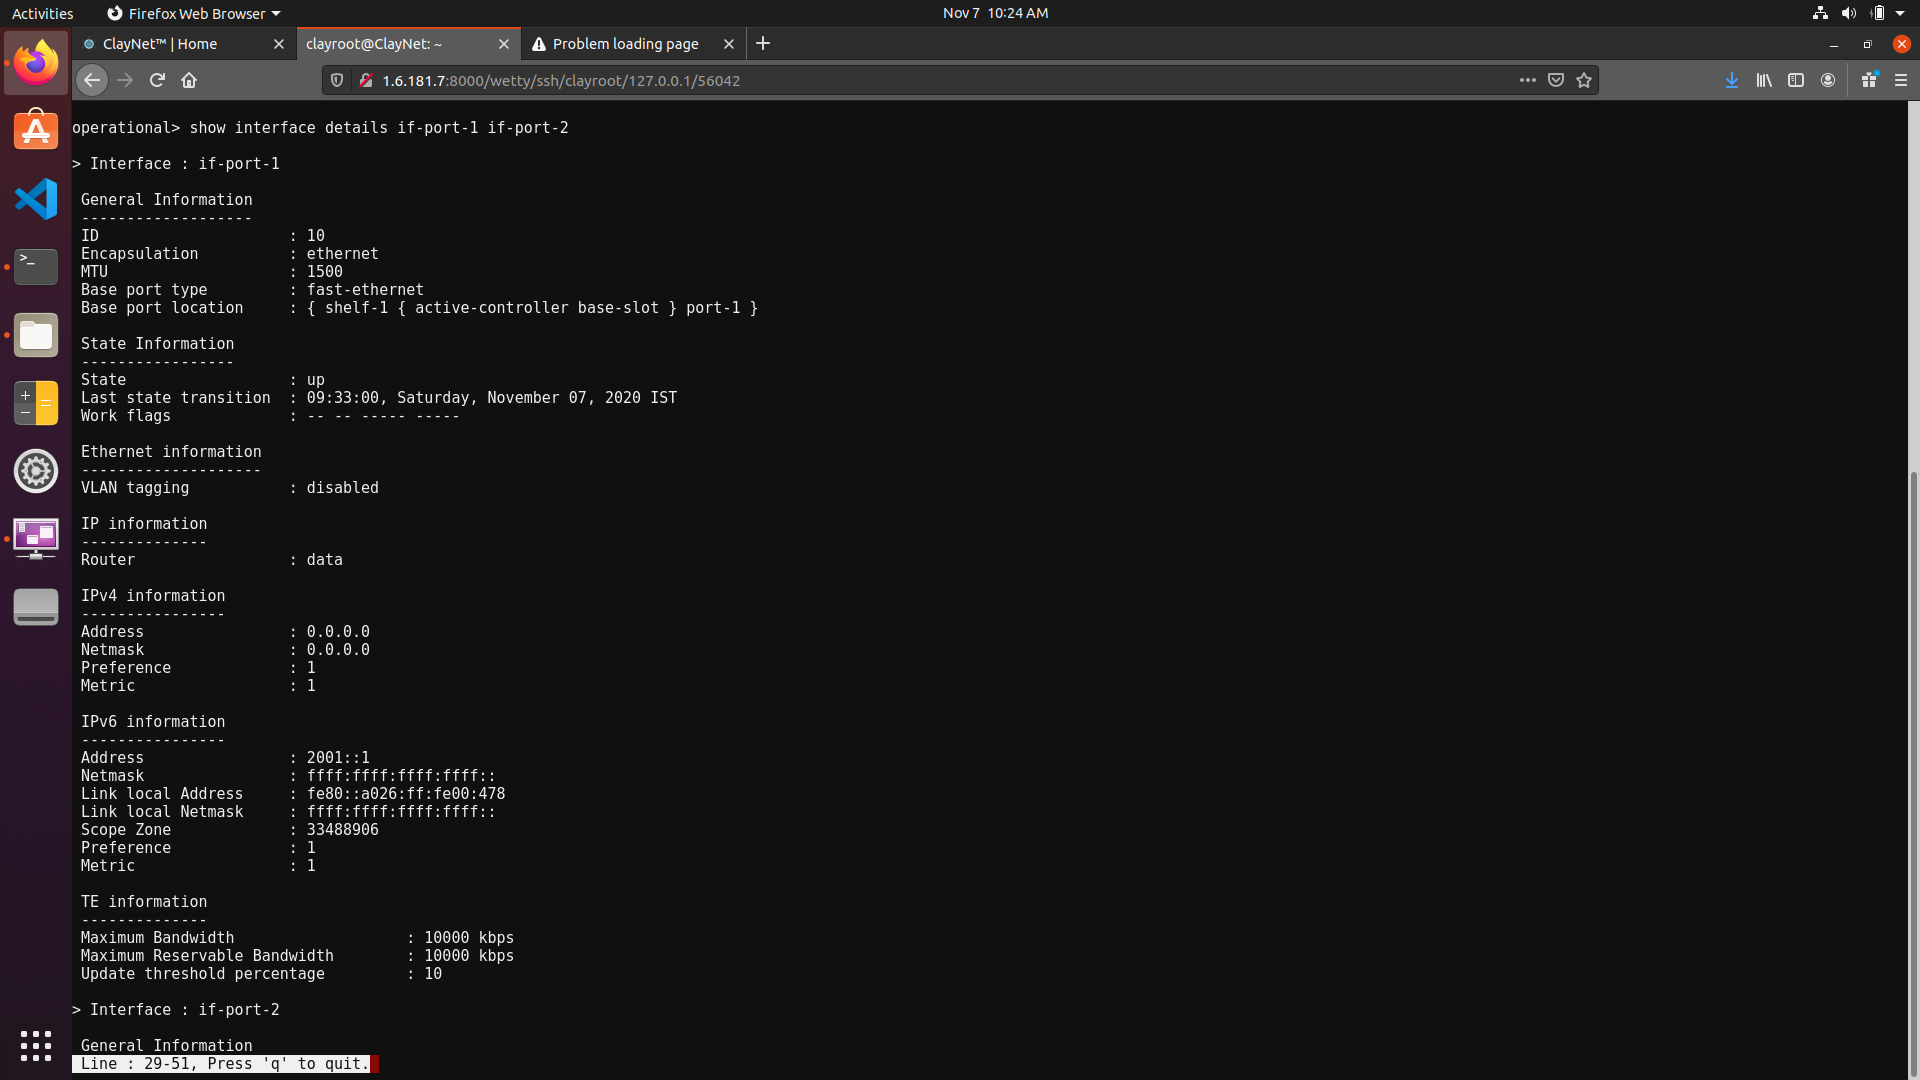 Activities
Firefox Web Browser
Nov 7 10:24 AM
ClayNet™ | Home
clayroot@ClayNet: ~
Problem loading page
1.6.181.7:8000/wetty/ssh/clayroot/127.0.0.1/56042
operational> show interface details if-port-1 if-port-2
> Interface : if-port-1
General Information
-------------------
ID : 10
Encapsulation : ethernet
MTU : 1500
Base port type : fast-ethernet
Base port location : { shelf-1 { active-controller base-slot } port-1 }
State Information
-----------------
State : up
Last state transition : 09:33:00, Saturday, November 07, 2020 IST
Work flags : -- -- ----- -----
Ethernet information
--------------------
VLAN tagging : disabled
IP information
--------------
Router : data
IPv4 information
----------------
Address : 0.0.0.0
Netmask : 0.0.0.0
Preference : 1
Metric : 1
IPv6 information
----------------
Address : 2001::1
Netmask : ffff:ffff:ffff:ffff::
Link local Address : fe80::a026:ff:fe00:478
Link local Netmask : ffff:ffff:ffff:ffff::
Scope Zone : 33488906
Preference : 1
Metric : 1
TE information
--------------
Maximum Bandwidth : 10000 kbps
Maximum Reservable Bandwidth : 10000 kbps
Update threshold percentage : 10
> Interface : if-port-2
General Information
Line : 29-51, Press 'q' to quit.